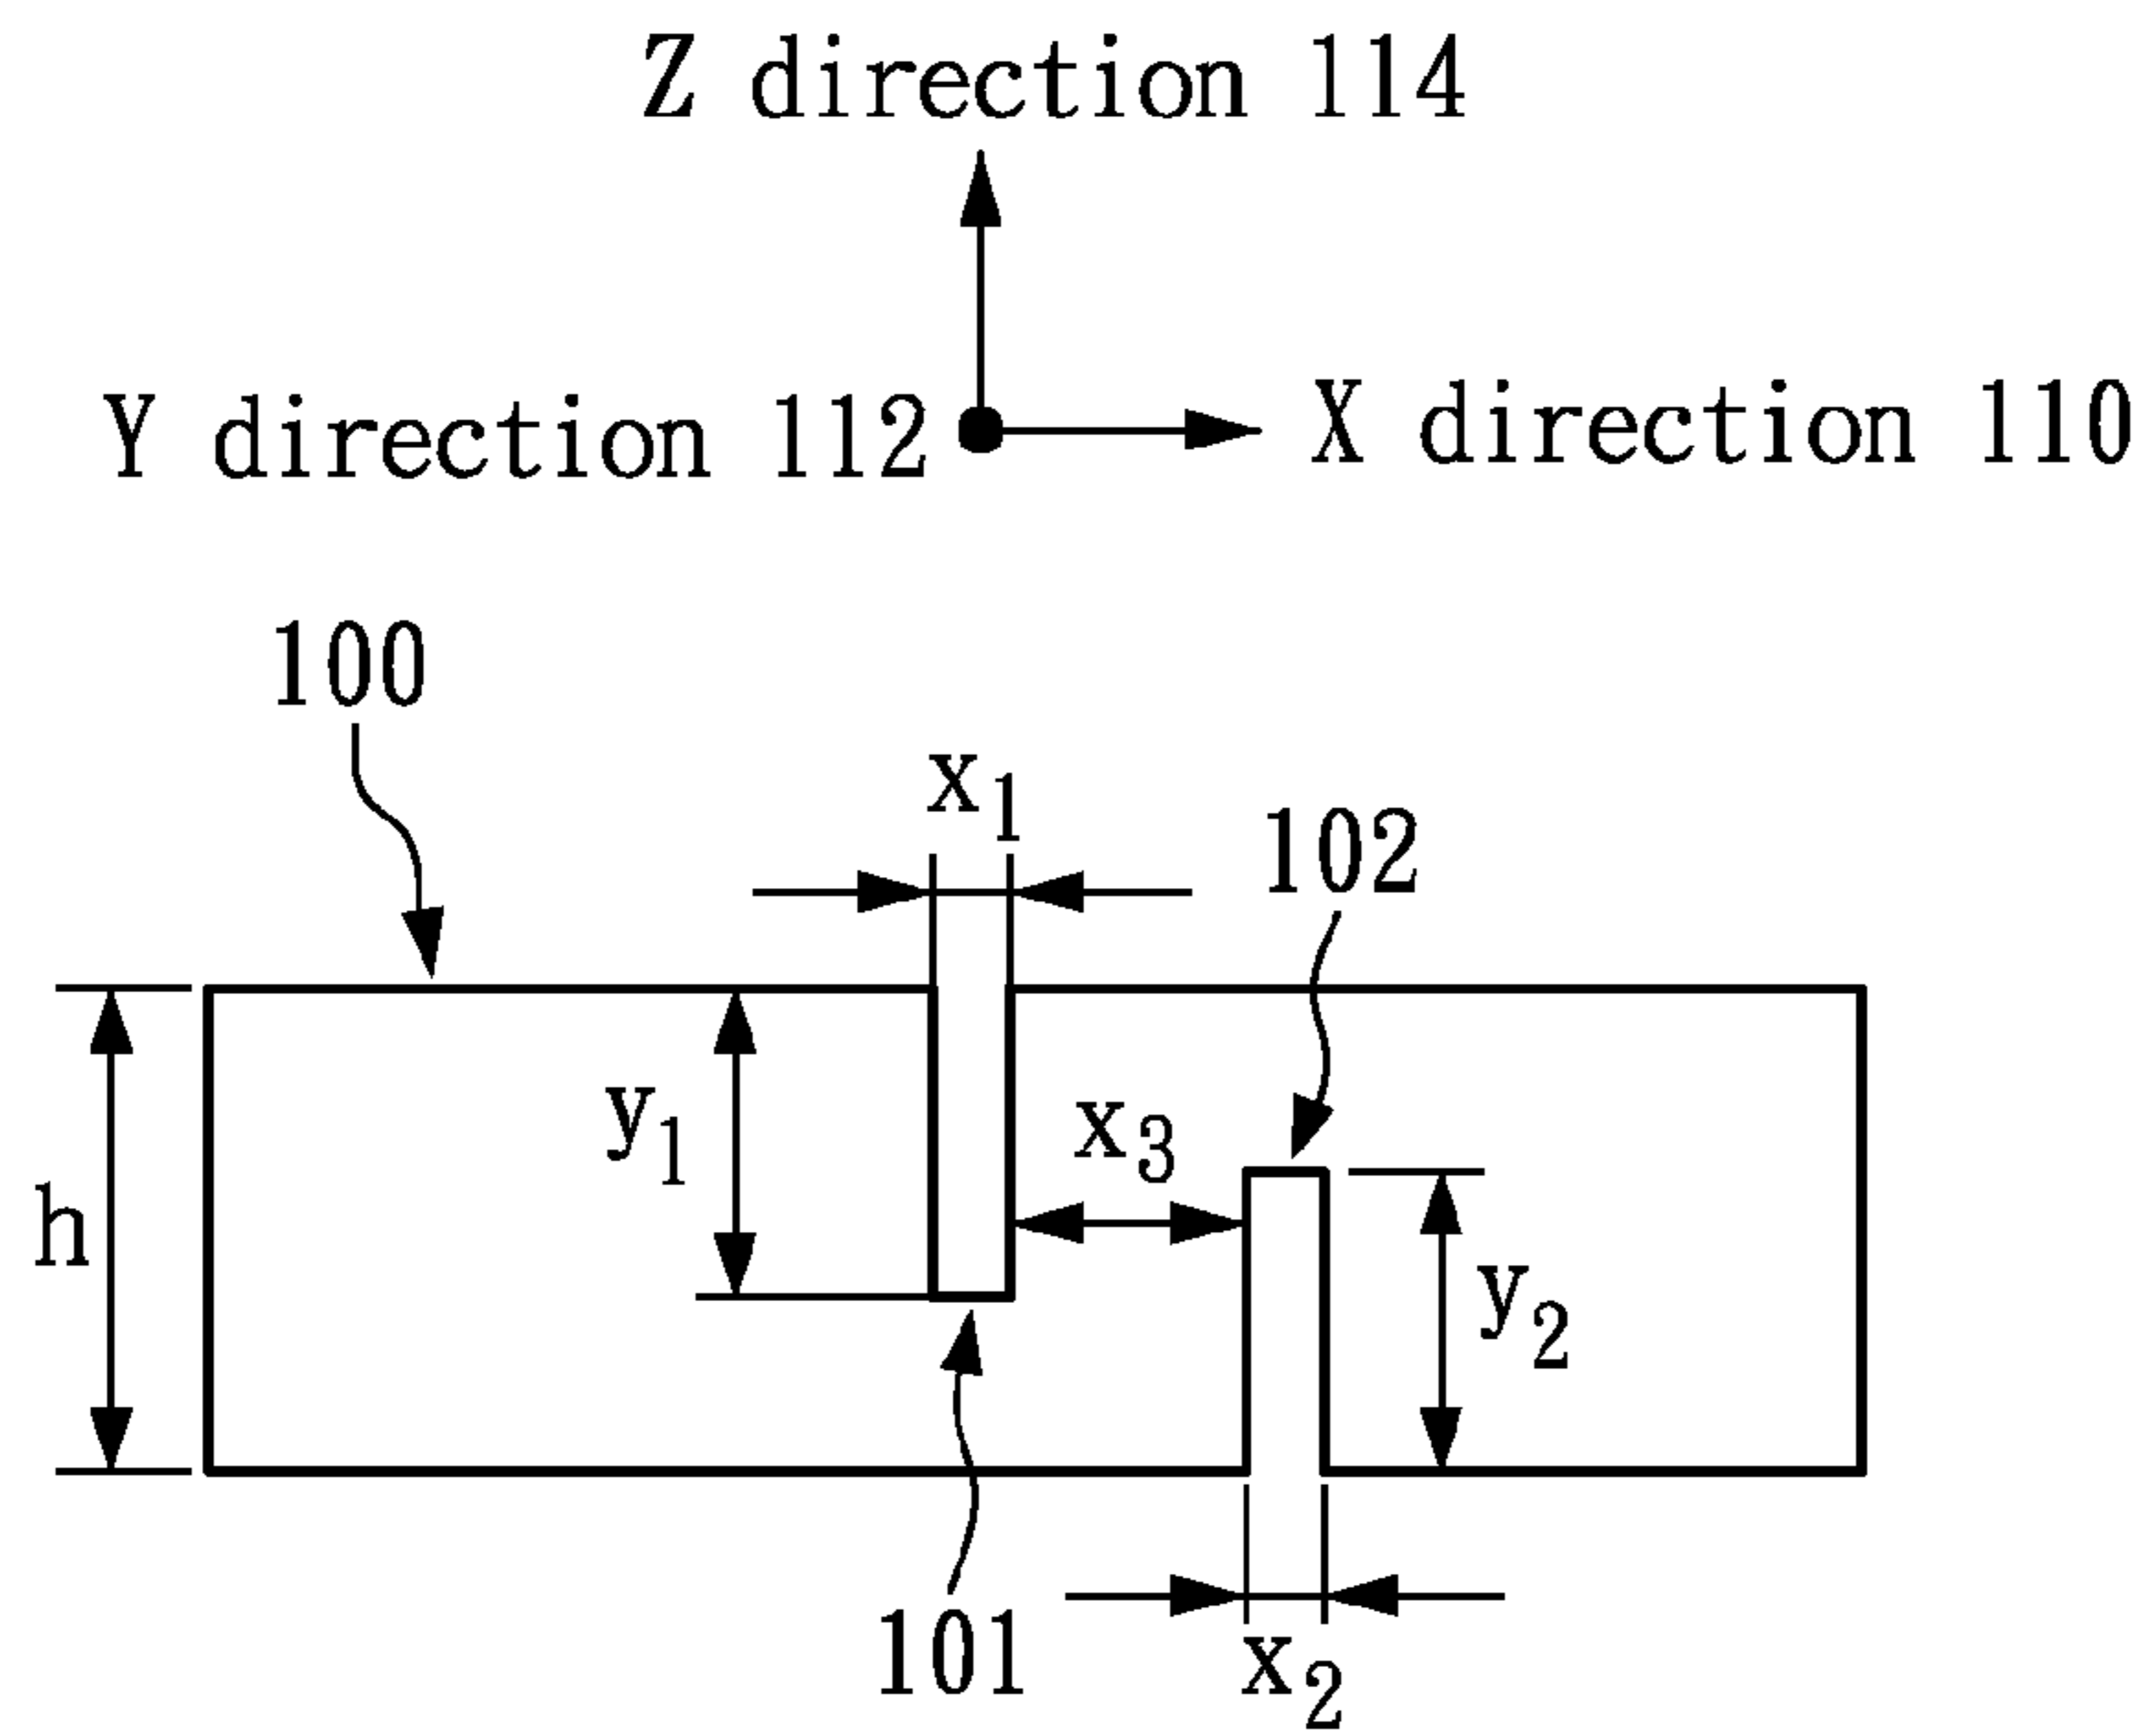 Z direction 114
Y direction 112
X direction 110
100
x1
102
y1
x3
h
y2
101
x2